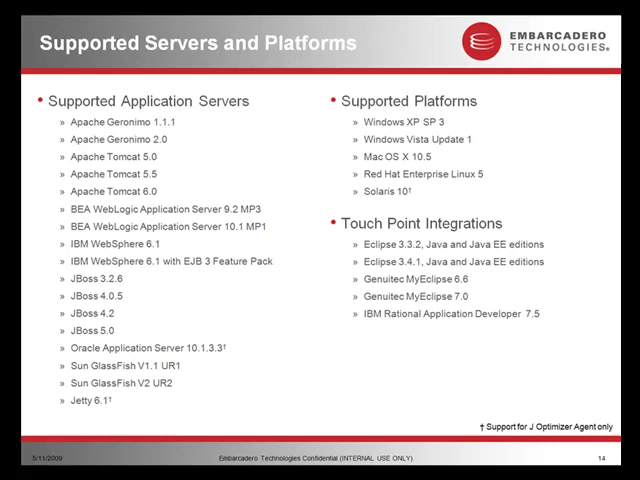 Supported Servers and Platforms
EMBARCADERO
TECHNOLOGIES®
• Supported Application Servers
» Apache Geronimo 1.1.1
» Apache Geronimo 2.0
» Apache Tomcat 5.0
» Apache Tomcat 5.5
» Apache Tomcat 6.0
» BEA WebLogic Application Server 9.2 MP3
» BEA WebLogic Application Server 10.1 MP1
» IBM WebSphere 6.1
» IBM WebSphere 6.1 with EJB 3 Feature Pack
» JBoss 3.2.6
» JBoss 4.0.5
» JBoss 4.2
» JBoss 5.0
» Oracle Application Server 10.1.3.3†
» Sun GlassFish V1.1 UR1
» Sun GlassFish V2 UR2
» Jetty 6.1†
• Supported Platforms
» Windows XP SP 3
» Windows Vista Update 1
» Mac OS X 10.5
» Red Hat Enterprise Linux 5
» Solaris 10†
• Touch Point Integrations
» Eclipse 3.3.2, Java and Java EE editions
» Eclipse 3.4.1, Java and Java EE editions
» Genuitec MyEclipse 6.6
» Genuitec MyEclipse 7.0
» IBM Rational Application Developer 7.5
† Support for J Optimizer Agent only
5/11/2009
Embarcadero Technologies Confidential (INTERNAL USE ONLY)
14